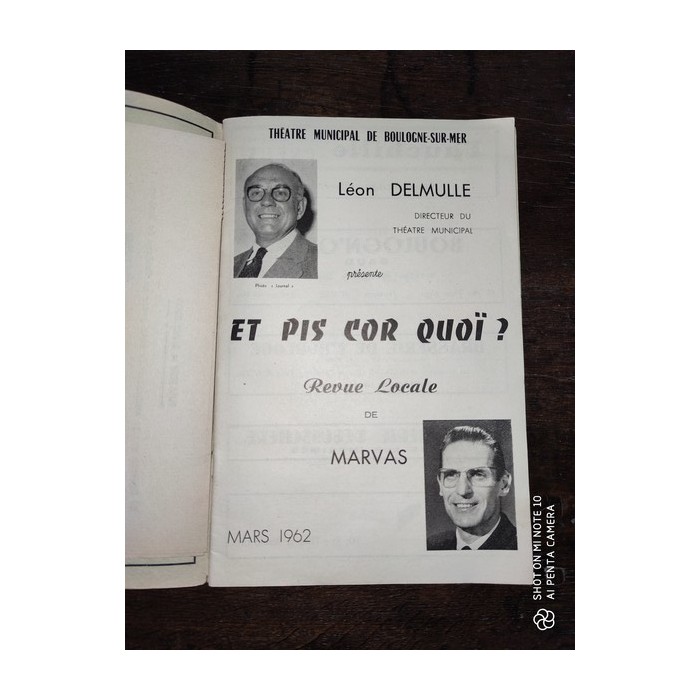 THÉATRE MUNICIPAL DE BOULOGNE-SUR-MER
Léon DELMULLE
DIRECTEUR DU
THÉATRE MUNICIPAL
présente
Photo « Journal »
ET PIS COR QUOÏ ?
Revue Locale
DE
MARVAS
MARS 1962
SHOT ON MI NOTE 10
AI PENTA CAMERA